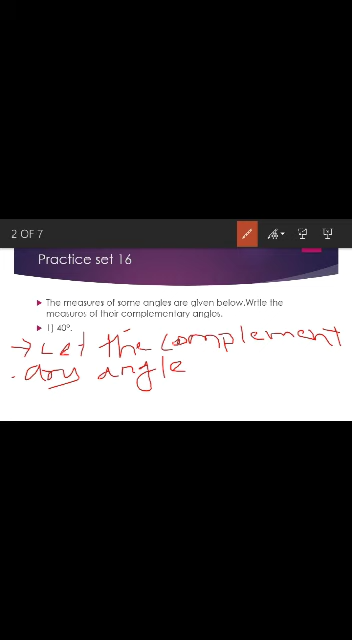 2 OF 7
Practice set 16
The measures of some angles are given below.Write the
measures of their complementary angles.
1) 40°.
→ Let the complement
angle